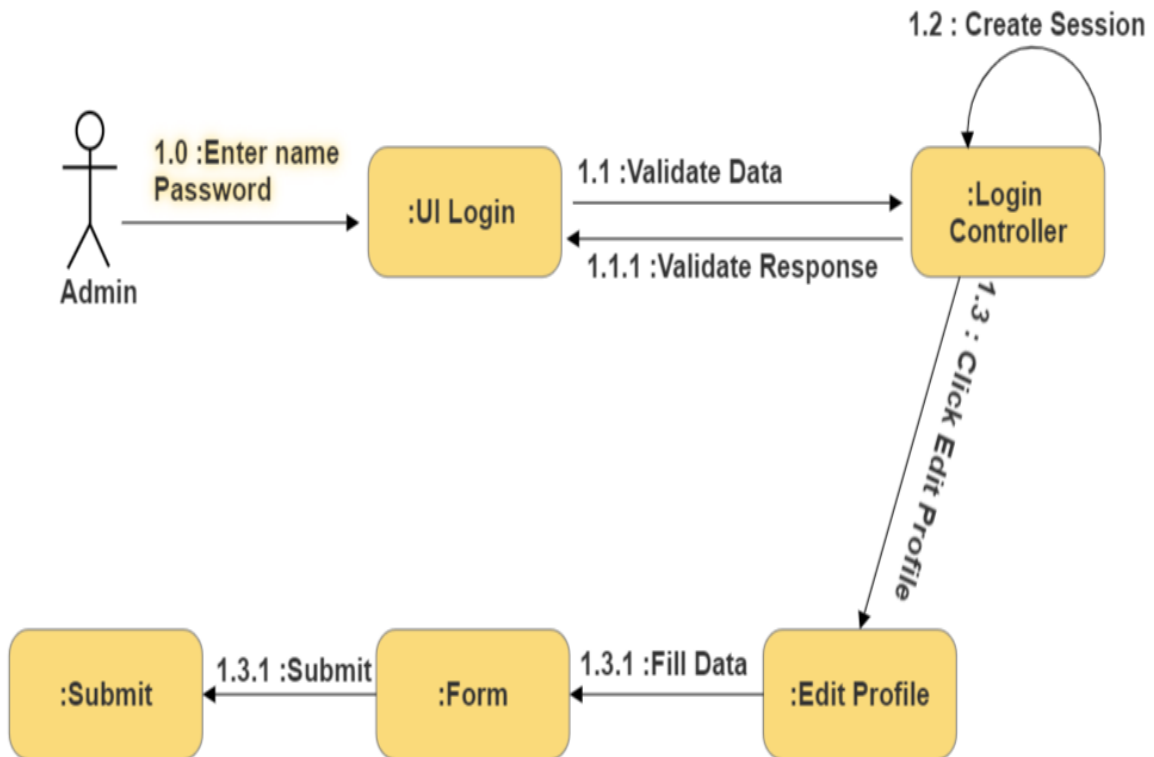 1.2 : Create Session
1.0 :Enter name
Password
:UI Login
1.1 :Validate Data
1.1.1 :Validate Response
:Login
Controller
Admin
1.3 : Click Edit Profile
:Submit
1.3.1 :Submit
:Form
1.3.1 :Fill Data
:Edit Profile